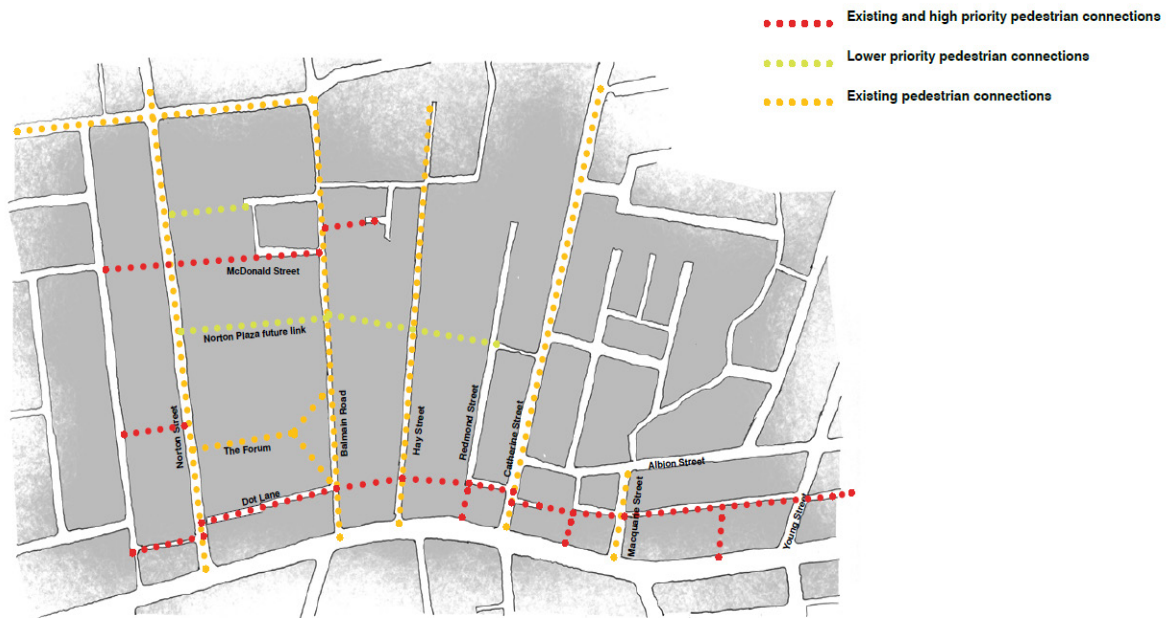 Existing and high priority pedestrian connections
Lower priority pedestrian connections
Existing pedestrian connections
McDonald Street
Norton Plaza future link
Norton Street
The Forum
Balmain Road
Hay Street
Redmond Street
Catherine Street
Albion Street
Dot Lane
Macquarie Street
Young Street